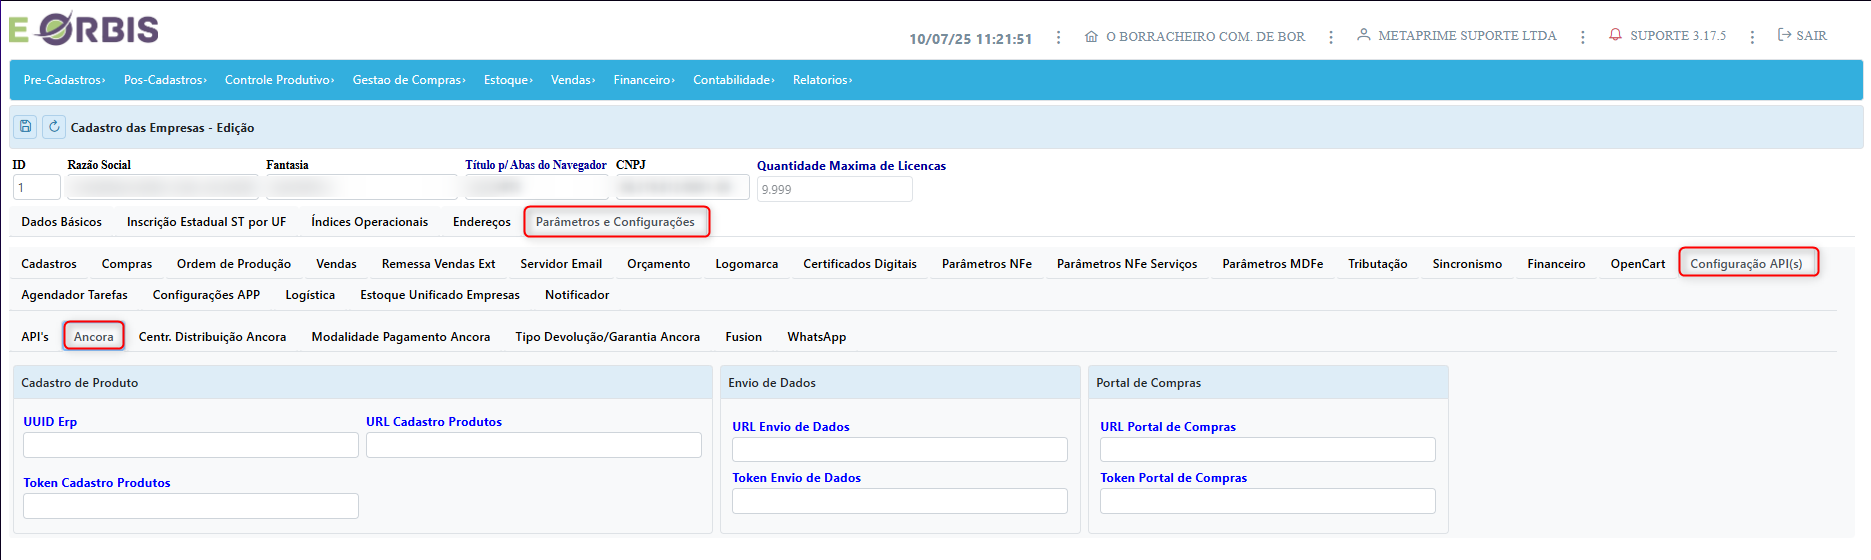 E ORBIS
10/07/25 11:21:51 ⋮ O BORRACHEIRO COM. DE BOR ⋮ METAPRIME SUPORTE LTDA ⋮ SUPORTE 3.17.5 ⋮ SAIR
Pre-Cadastros› Pos-Cadastros› Controle Produtivo› Gestao de Compras› Estoque› Vendas› Financeiro› Contabilidade› Relatorios›
Cadastro das Empresas - Edição
ID Razão Social Fantasia Título p/ Abas do Navegador CNPJ Quantidade Maxima de Licencas
1 9.999
Dados Básicos Inscrição Estadual ST por UF Índices Operacionais Endereços Parâmetros e Configurações
Cadastros Compras Ordem de Produção Vendas Remessa Vendas Ext Servidor Email Orçamento Logomarca Certificados Digitais Parâmetros NFe Parâmetros NFe Serviços Parâmetros MDFe Tributação Sincronismo Financeiro OpenCart Configuração API(s)
Agendador Tarefas Configurações APP Logística Estoque Unificado Empresas Notificador
API's Ancora Centr. Distribuição Ancora Modalidade Pagamento Ancora Tipo Devolução/Garantia Ancora Fusion WhatsApp
Cadastro de Produto Envio de Dados Portal de Compras
UUID Erp URL Cadastro Produtos URL Envio de Dados URL Portal de Compras
Token Cadastro Produtos Token Envio de Dados Token Portal de Compras